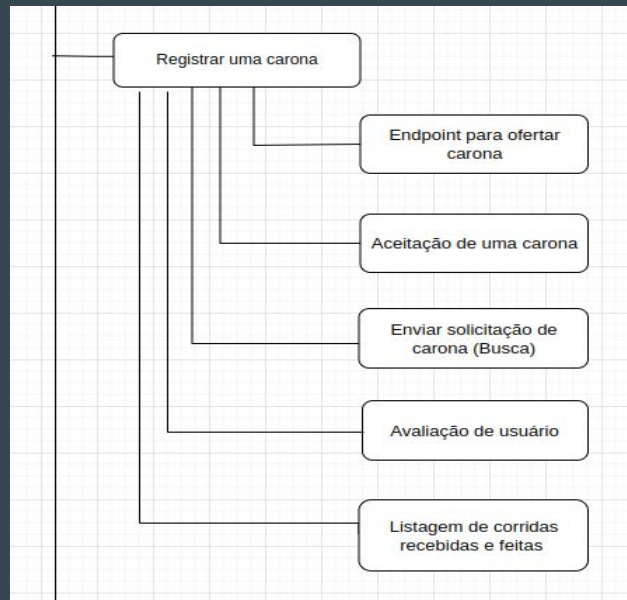 Registrar uma carona
Endpoint para ofertar
carona
Aceitação de uma carona
Enviar solicitação de
carona (Busca)
Avaliação de usuário
Listagem de corridas
recebidas e feitas